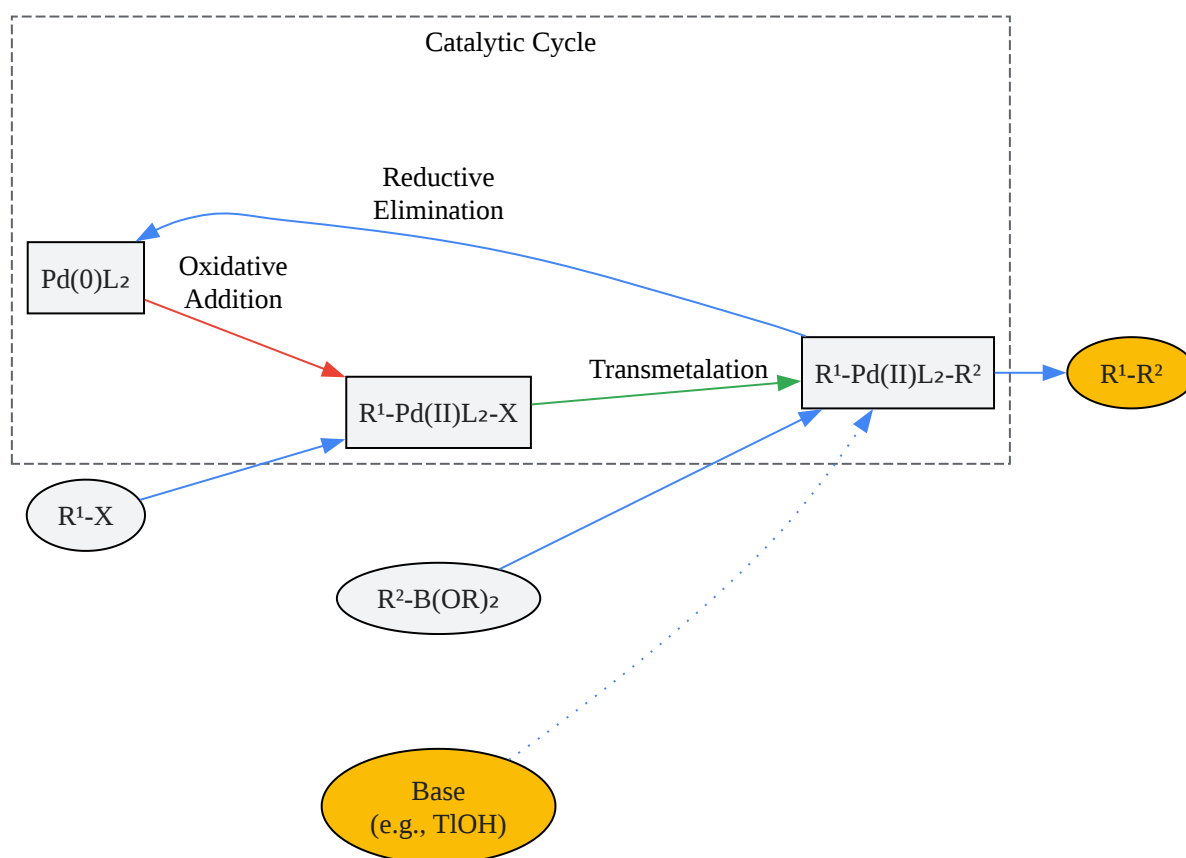 Catalytic Cycle
Reductive
Elimination
Oxidative
Addition
Pd(0)L₂
Transmetalation
R¹-Pd(II)L₂-R²
R¹-R²
R¹-Pd(II)L₂-X
R¹-X
R²-B(OR)₂
Base
(e.g., TlOH)